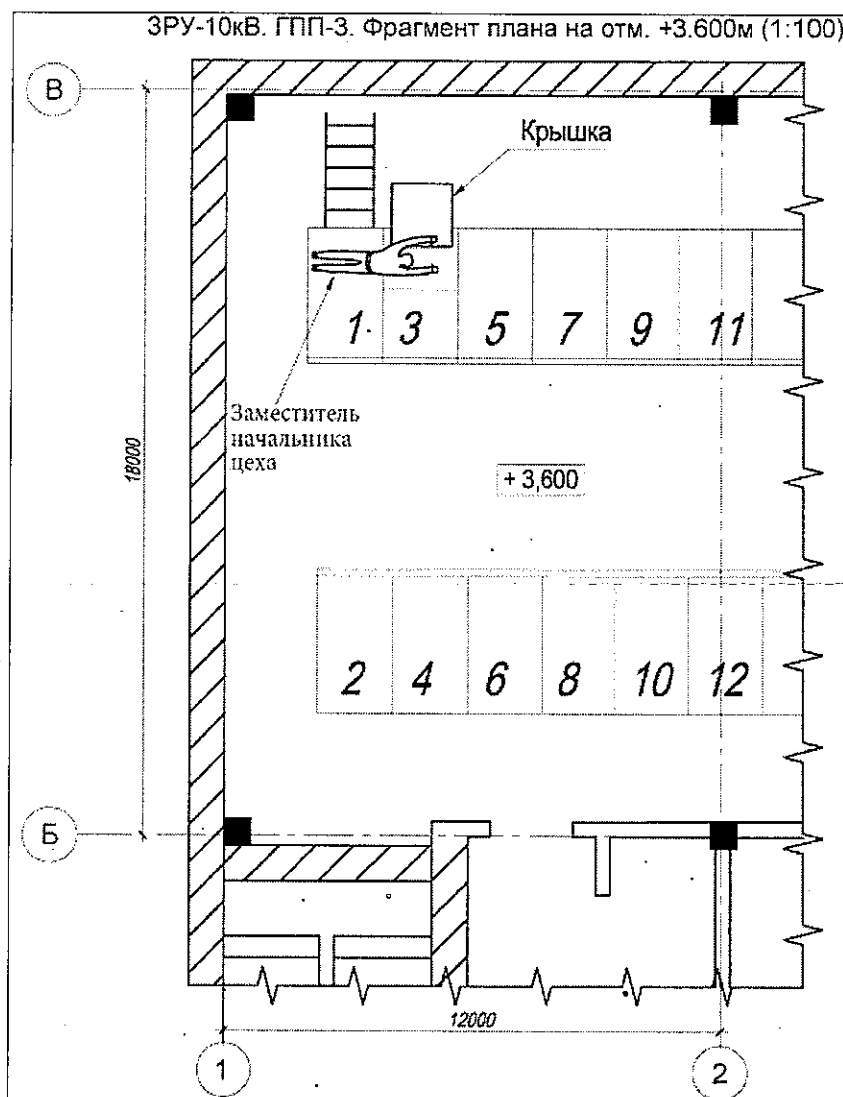 ЗРУ-10кВ. ГПП-3. Фрагмент плана на отм. +3.600м (1:100)
В
Крышка
1 3 5 7 9 11
Заместитель
начальника
цеха
18000
+ 3,600
2 4 6 8 10 12
Б
12000
1 2